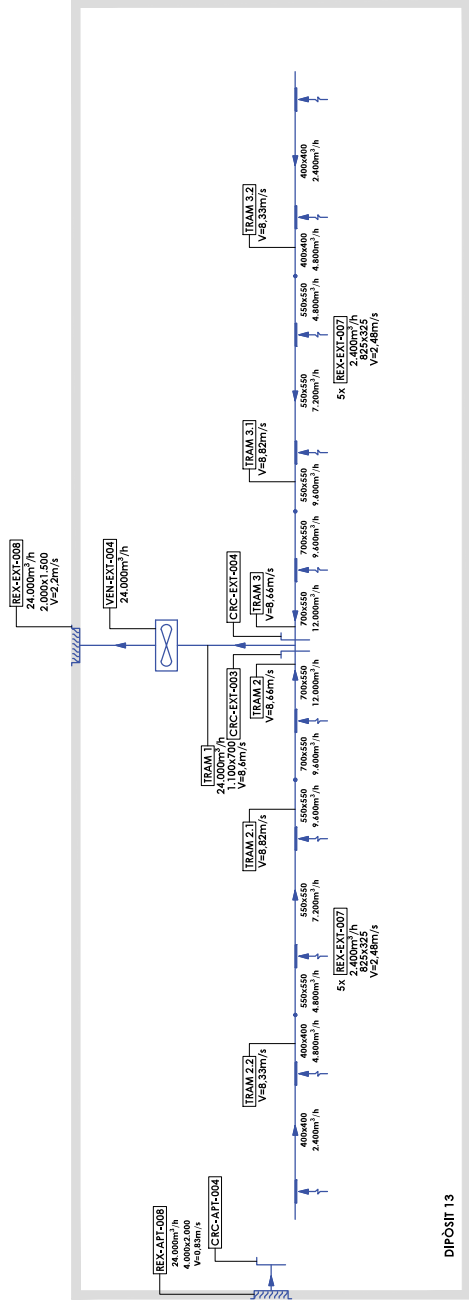 REX-EXT-008
24.000m³/h
2.000x1.500
V=2,2m/s
VEN-EXT-004
24.000m³/h
TRAM 1
24.000m³/h
1.100x700
V=8,6m/s
CRC-EXT-003
CRC-EXT-004
TRAM 2
V=8,66m/s
TRAM 3
V=8,66m/s
TRAM 2.2
V=8,33m/s
TRAM 2.1
V=8,82m/s
TRAM 3.1
V=8,82m/s
TRAM 3.2
V=8,33m/s
400x400
2.400m³/h
400x400
4.800m³/h
550x550
4.800m³/h
550x550
7.200m³/h
550x550
9.600m³/h
700x550
9.600m³/h
700x550
12.000m³/h
700x550
12.000m³/h
700x550
9.600m³/h
550x550
9.600m³/h
550x550
7.200m³/h
550x550
4.800m³/h
400x400
4.800m³/h
400x400
2.400m³/h
5x REX-EXT-007
2.400m³/h
825x325
V=2,48m/s
5x REX-EXT-007
2.400m³/h
825x325
V=2,48m/s
REX-APT-008
24.000m³/h
4.000x2.000
V=0,83m/s
CRC-APT-004
DIPÒSIT 13